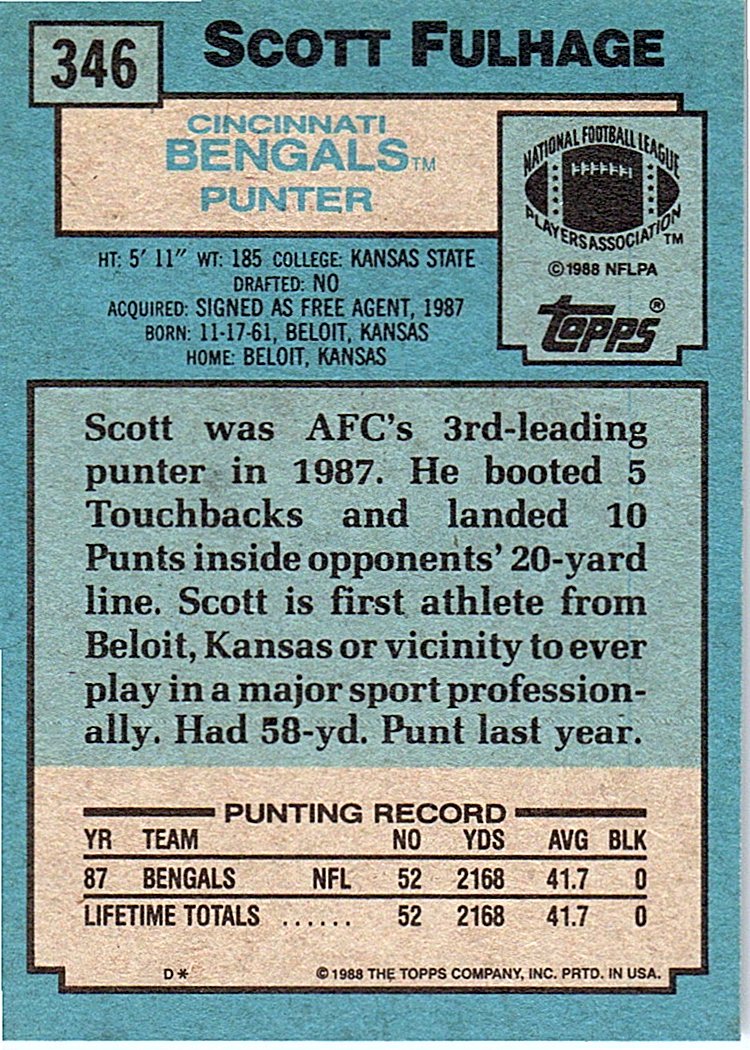 346
SCOTT FULHAGE
CINCINNATI
BENGALS™
PUNTER
NATIONAL FOOTBALL LEAGUE
PLAYERS ASSOCIATION™
©1988 NFLPA
topps®
HT: 5' 11" WT: 185 COLLEGE: KANSAS STATE
DRAFTED: NO
ACQUIRED: SIGNED AS FREE AGENT, 1987
BORN: 11-17-61, BELOIT, KANSAS
HOME: BELOIT, KANSAS
Scott was AFC's 3rd-leading
punter in 1987. He booted 5
Touchbacks and landed 10
Punts inside opponents' 20-yard
line. Scott is first athlete from
Beloit, Kansas or vicinity to ever
play in a major sport profession-
ally. Had 58-yd. Punt last year.
PUNTING RECORD
YR TEAM NO YDS AVG BLK
87 BENGALS NFL 52 2168 41.7 0
LIFETIME TOTALS ...... 52 2168 41.7 0
D* ©1988 THE TOPPS COMPANY, INC. PRTD. IN USA.